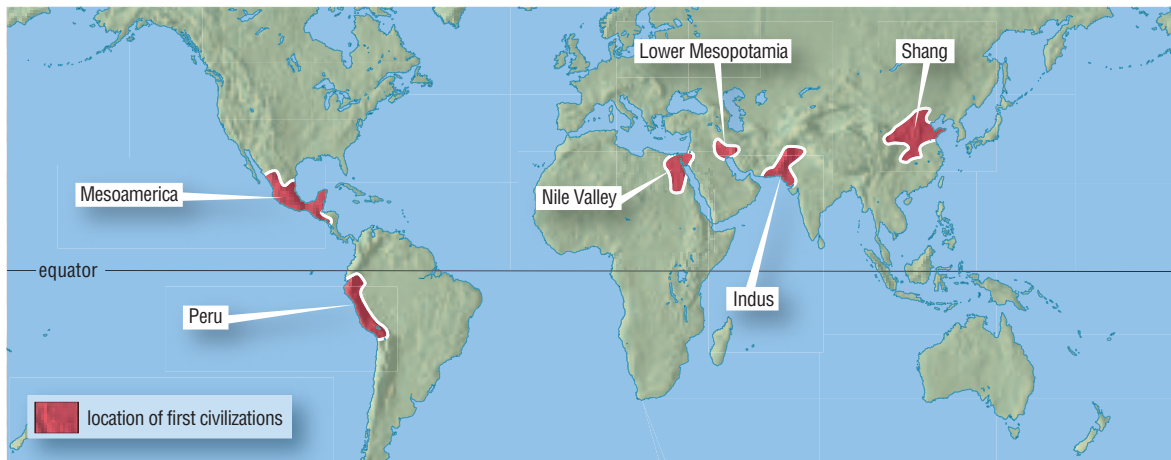 Lower Mesopotamia
Shang
Mesoamerica
Nile Valley
equator
Indus
Peru
location of first civilizations